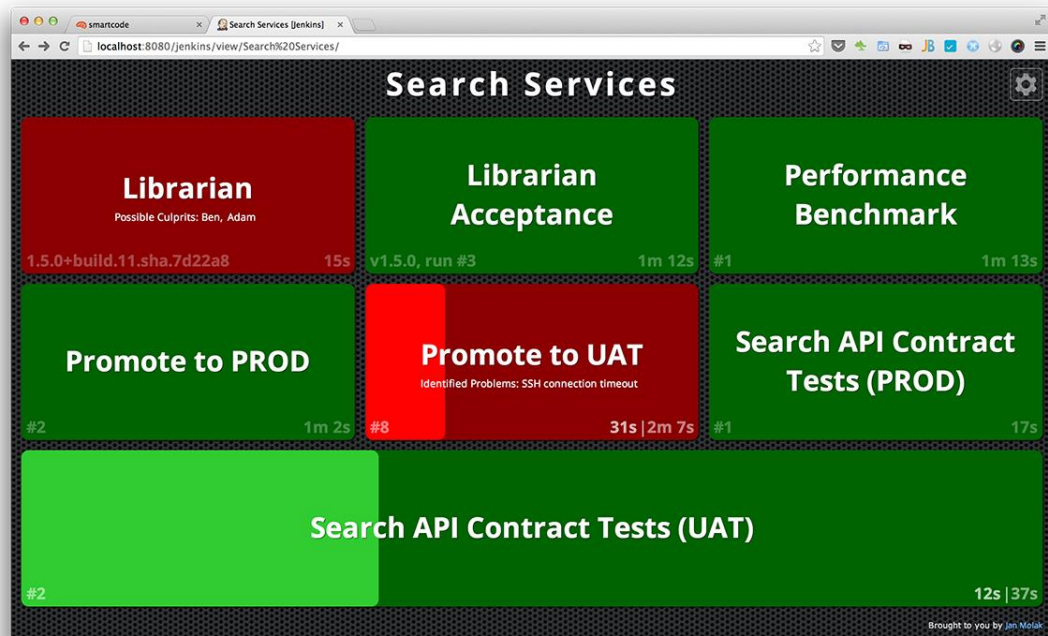 smartcode
Search Services [Jenkins]
localhost:8080/jenkins/view/Search%20Services/
JB
Search Services
Librarian
Possible Culprits: Ben, Adam
1.5.0+build.11.sha.7d22a8 15s
Librarian
Acceptance
v1.5.0, run #3 1m 12s
Performance
Benchmark
#1 1m 13s
Promote to PROD
#2 1m 2s
Promote to UAT
Identified Problems: SSH connection timeout
#8 31s|2m 7s
Search API Contract
Tests (PROD)
#1 17s
Search API Contract Tests (UAT)
#2 12s|37s
Brought to you by Jan Molak